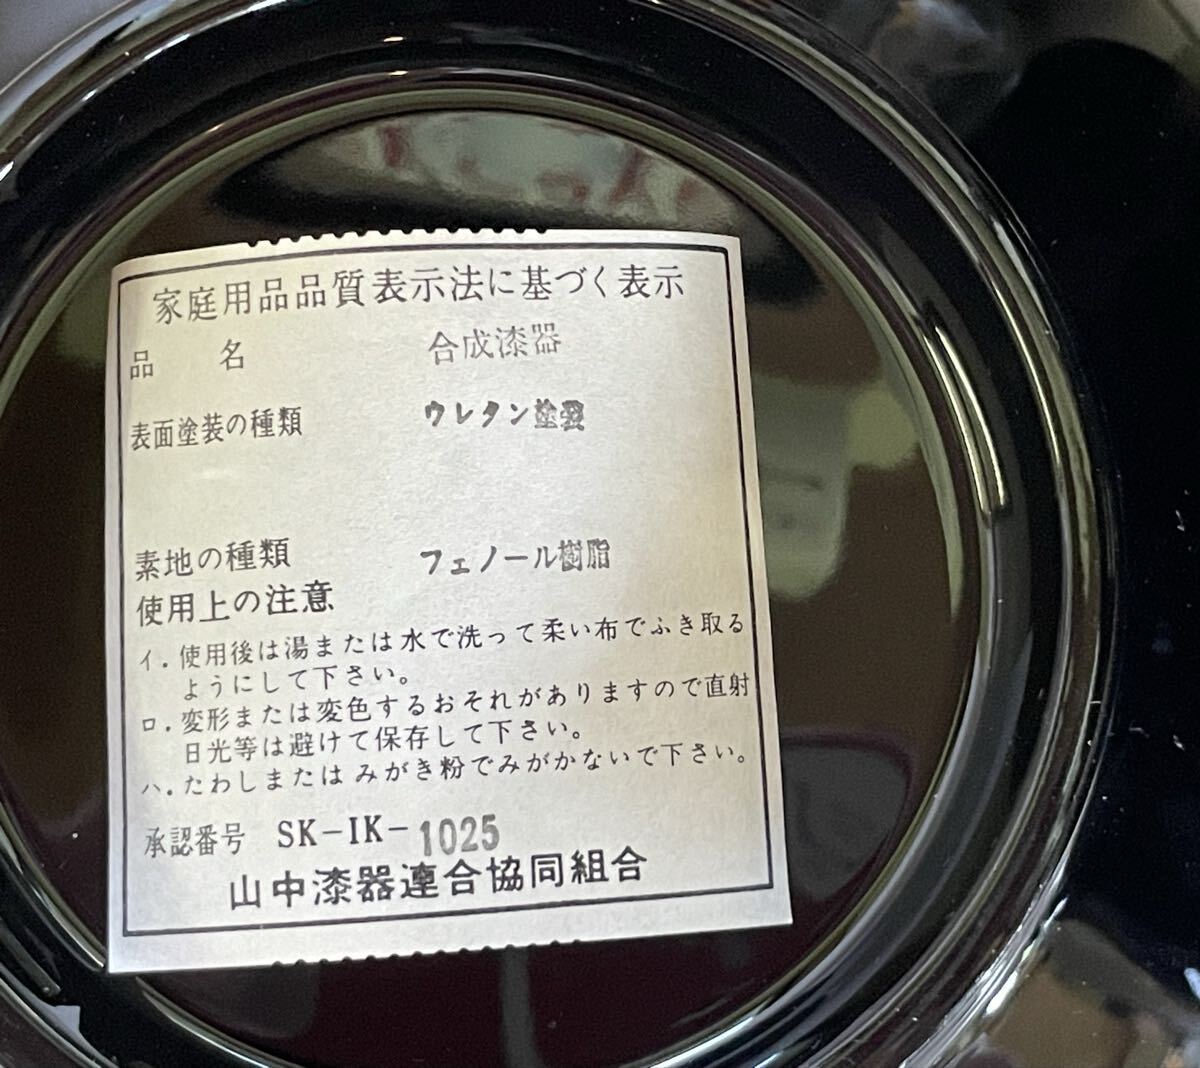 家庭用品品質表示法に基づく表示
品名 合成漆器
表面塗装の種類 ウレタン塗装
素地の種類 フェノール樹脂
使用上の注意
イ．使用後は湯または水で洗って柔い布でふき取る
ようにして下さい。
ロ．変形または変色するおそれがありますので直射
日光等は避けて保存して下さい。
ハ．たわしまたはみがき粉でみがかないで下さい。
承認番号 SK-IK-1025
山中漆器連合協同組合